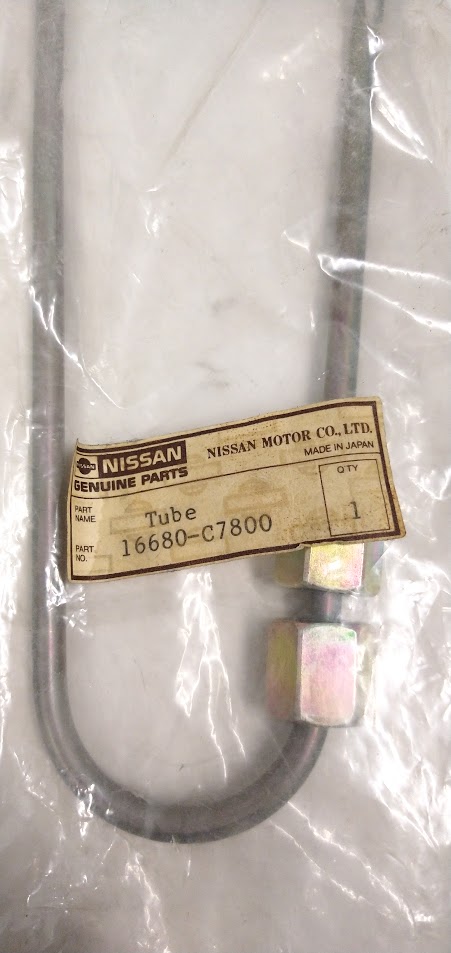 NISSAN NISSAN
GENUINE PARTS
NISSAN MOTOR CO., LTD.
MADE IN JAPAN
PART NAME
Tube
PART NO.
16680-C7800
Q'TY
1